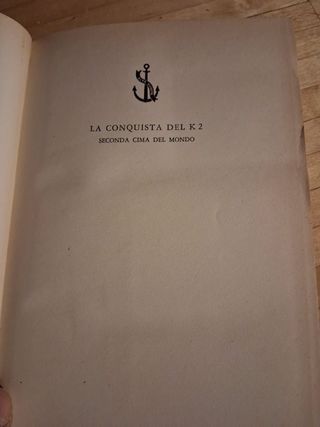 LA CONQUISTA DEL K 2
SECONDA CIMA DEL MONDO